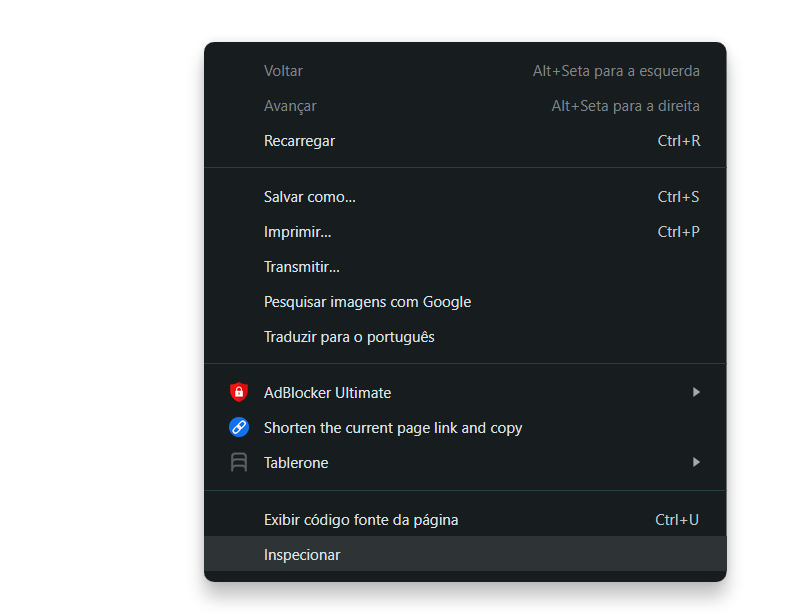 Voltar Alt+Seta para a esquerda
Avançar Alt+Seta para a direita
Recarregar Ctrl+R
Salvar como... Ctrl+S
Imprimir... Ctrl+P
Transmitir...
Pesquisar imagens com Google
Traduzir para o português
AdBlocker Ultimate
Shorten the current page link and copy
Tablerone
Exibir código fonte da página Ctrl+U
Inspecionar